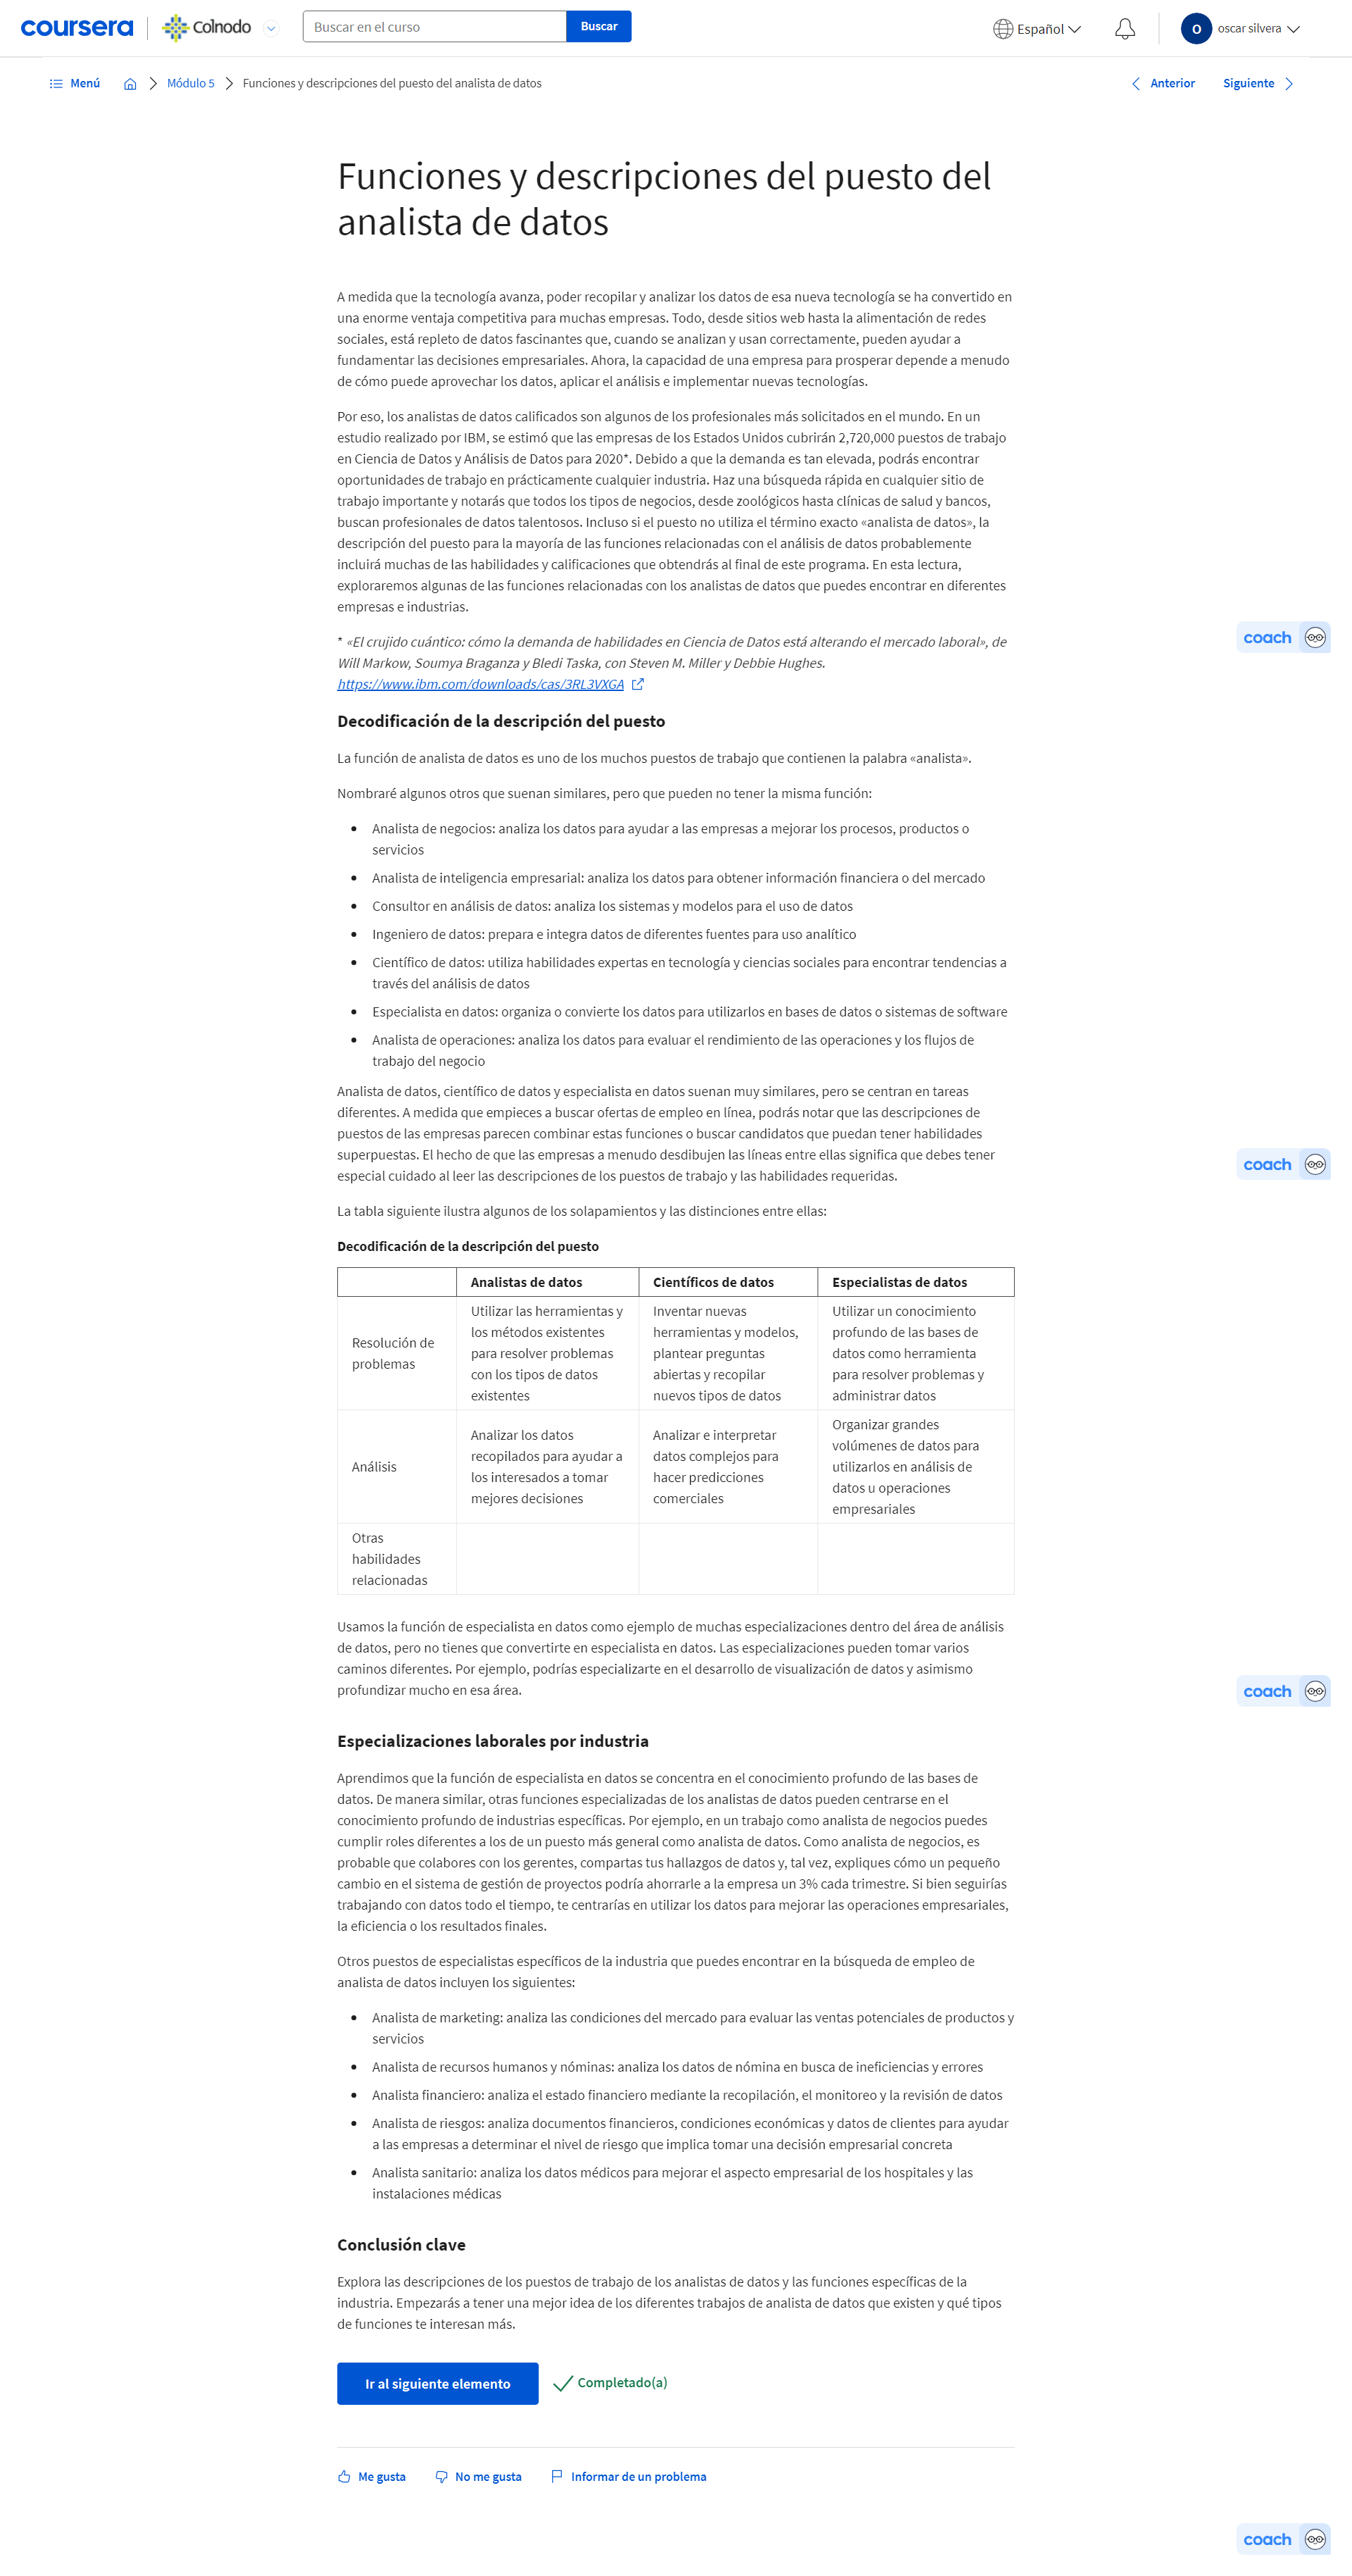 coursera
Colnodo
Buscar en el curso
Buscar
Español
O
oscar silvera
Menú
Módulo 5
Funciones y descripciones del puesto del analista de datos
Anterior
Siguiente
Funciones y descripciones del puesto del
analista de datos
A medida que la tecnología avanza, poder recopilar y analizar los datos de esa nueva tecnología se ha convertido en
una enorme ventaja competitiva para muchas empresas. Todo, desde sitios web hasta la alimentación de redes
sociales, está repleto de datos fascinantes que, cuando se analizan y usan correctamente, pueden ayudar a
fundamentar las decisiones empresariales. Ahora, la capacidad de una empresa para prosperar depende a menudo
de cómo puede aprovechar los datos, aplicar el análisis e implementar nuevas tecnologías.
Por eso, los analistas de datos calificados son algunos de los profesionales más solicitados en el mundo. En un
estudio realizado por IBM, se estimó que las empresas de los Estados Unidos cubrirán 2,720,000 puestos de trabajo
en Ciencia de Datos y Análisis de Datos para 2020*. Debido a que la demanda es tan elevada, podrás encontrar
oportunidades de trabajo en prácticamente cualquier industria. Haz una búsqueda rápida en cualquier sitio de
trabajo importante y notarás que todos los tipos de negocios, desde zoológicos hasta clínicas de salud y bancos,
buscan profesionales de datos talentosos. Incluso si el puesto no utiliza el término exacto «analista de datos», la
descripción del puesto para la mayoría de las funciones relacionadas con el análisis de datos probablemente
incluirá muchas de las habilidades y calificaciones que obtendrás al final de este programa. En esta lectura,
exploraremos algunas de las funciones relacionadas con los analistas de datos que puedes encontrar en diferentes
empresas e industrias.
* «El crujido cuántico: cómo la demanda de habilidades en Ciencia de Datos está alterando el mercado laboral», de
Will Markow, Soumya Braganza y Bledi Taska, con Steven M. Miller y Debbie Hughes.
https://www.ibm.com/downloads/cas/3RL3VXGA
coach
Decodificación de la descripción del puesto
La función de analista de datos es uno de los muchos puestos de trabajo que contienen la palabra «analista».
Nombraré algunos otros que suenan similares, pero que pueden no tener la misma función:
• Analista de negocios: analiza los datos para ayudar a las empresas a mejorar los procesos, productos o
servicios
• Analista de inteligencia empresarial: analiza los datos para obtener información financiera o del mercado
• Consultor en análisis de datos: analiza los sistemas y modelos para el uso de datos
• Ingeniero de datos: prepara e integra datos de diferentes fuentes para uso analítico
• Científico de datos: utiliza habilidades expertas en tecnología y ciencias sociales para encontrar tendencias a
través del análisis de datos
• Especialista en datos: organiza o convierte los datos para utilizarlos en bases de datos o sistemas de software
• Analista de operaciones: analiza los datos para evaluar el rendimiento de las operaciones y los flujos de
trabajo del negocio
Analista de datos, científico de datos y especialista en datos suenan muy similares, pero se centran en tareas
diferentes. A medida que empieces a buscar ofertas de empleo en línea, podrás notar que las descripciones de
puestos de las empresas parecen combinar estas funciones o buscar candidatos que puedan tener habilidades
superpuestas. El hecho de que las empresas a menudo desdibujen las líneas entre ellas significa que debes tener
especial cuidado al leer las descripciones de los puestos de trabajo y las habilidades requeridas.
coach
La tabla siguiente ilustra algunos de los solapamientos y las distinciones entre ellas:
Decodificación de la descripción del puesto
Analistas de datos
Científicos de datos
Especialistas de datos
Resolución de
problemas
Utilizar las herramientas y
los métodos existentes
para resolver problemas
con los tipos de datos
existentes
Inventar nuevas
herramientas y modelos,
plantear preguntas
abiertas y recopilar
nuevos tipos de datos
Utilizar un conocimiento
profundo de las bases de
datos como herramienta
para resolver problemas y
administrar datos
Análisis
Analizar los datos
recopilados para ayudar a
los interesados a tomar
mejores decisiones
Analizar e interpretar
datos complejos para
hacer predicciones
comerciales
Organizar grandes
volúmenes de datos para
utilizarlos en análisis de
datos u operaciones
empresariales
Otras
habilidades
relacionadas
Usamos la función de especialista en datos como ejemplo de muchas especializaciones dentro del área de análisis
de datos, pero no tienes que convertirte en especialista en datos. Las especializaciones pueden tomar varios
caminos diferentes. Por ejemplo, podrías especializarte en el desarrollo de visualización de datos y asimismo
profundizar mucho en esa área.
coach
Especializaciones laborales por industria
Aprendimos que la función de especialista en datos se concentra en el conocimiento profundo de las bases de
datos. De manera similar, otras funciones especializadas de los analistas de datos pueden centrarse en el
conocimiento profundo de industrias específicas. Por ejemplo, en un trabajo como analista de negocios puedes
cumplir roles diferentes a los de un puesto más general como analista de datos. Como analista de negocios, es
probable que colabores con los gerentes, compartas tus hallazgos de datos y, tal vez, expliques cómo un pequeño
cambio en el sistema de gestión de proyectos podría ahorrarle a la empresa un 3% cada trimestre. Si bien seguirías
trabajando con datos todo el tiempo, te centrarías en utilizar los datos para mejorar las operaciones empresariales,
la eficiencia o los resultados finales.
Otros puestos de especialistas específicos de la industria que puedes encontrar en la búsqueda de empleo de
analista de datos incluyen los siguientes:
• Analista de marketing: analiza las condiciones del mercado para evaluar las ventas potenciales de productos y
servicios
• Analista de recursos humanos y nóminas: analiza los datos de nómina en busca de ineficiencias y errores
• Analista financiero: analiza el estado financiero mediante la recopilación, el monitoreo y la revisión de datos
• Analista de riesgos: analiza documentos financieros, condiciones económicas y datos de clientes para ayudar
a las empresas a determinar el nivel de riesgo que implica tomar una decisión empresarial concreta
• Analista sanitario: analiza los datos médicos para mejorar el aspecto empresarial de los hospitales y las
instalaciones médicas
Conclusión clave
Explora las descripciones de los puestos de trabajo de los analistas de datos y las funciones específicas de la
industria. Empezarás a tener una mejor idea de los diferentes trabajos de analista de datos que existen y qué tipos
de funciones te interesan más.
Ir al siguiente elemento
Completado(a)
Me gusta
No me gusta
Informar de un problema
coach